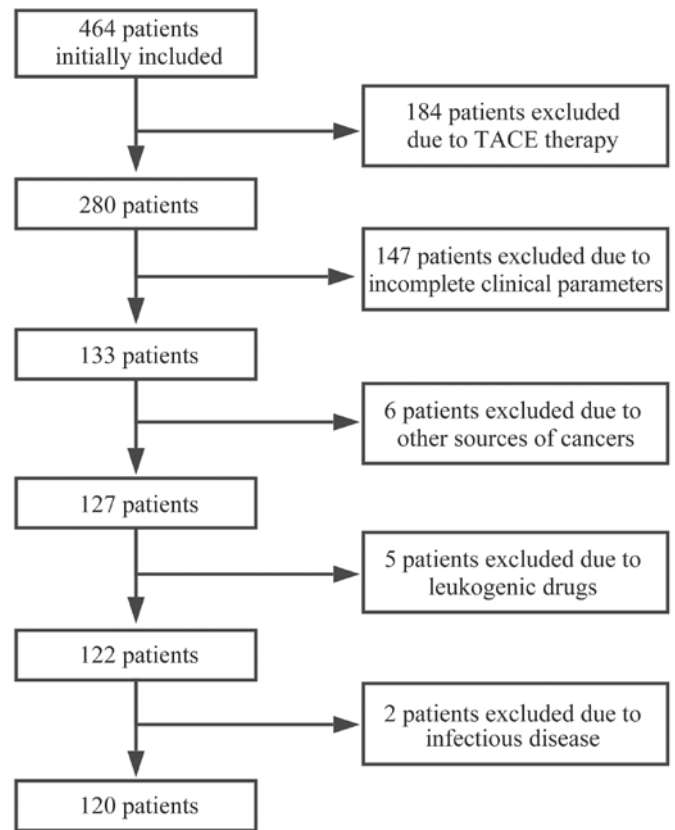 464 patients
initially included
184 patients excluded
due to TACE therapy
280 patients
147 patients excluded due to
incomplete clinical parameters
133 patients
6 patients excluded due to
other sources of cancers
127 patients
5 patients excluded due to
leukogenic drugs
122 patients
2 patients excluded due to
infectious disease
120 patients